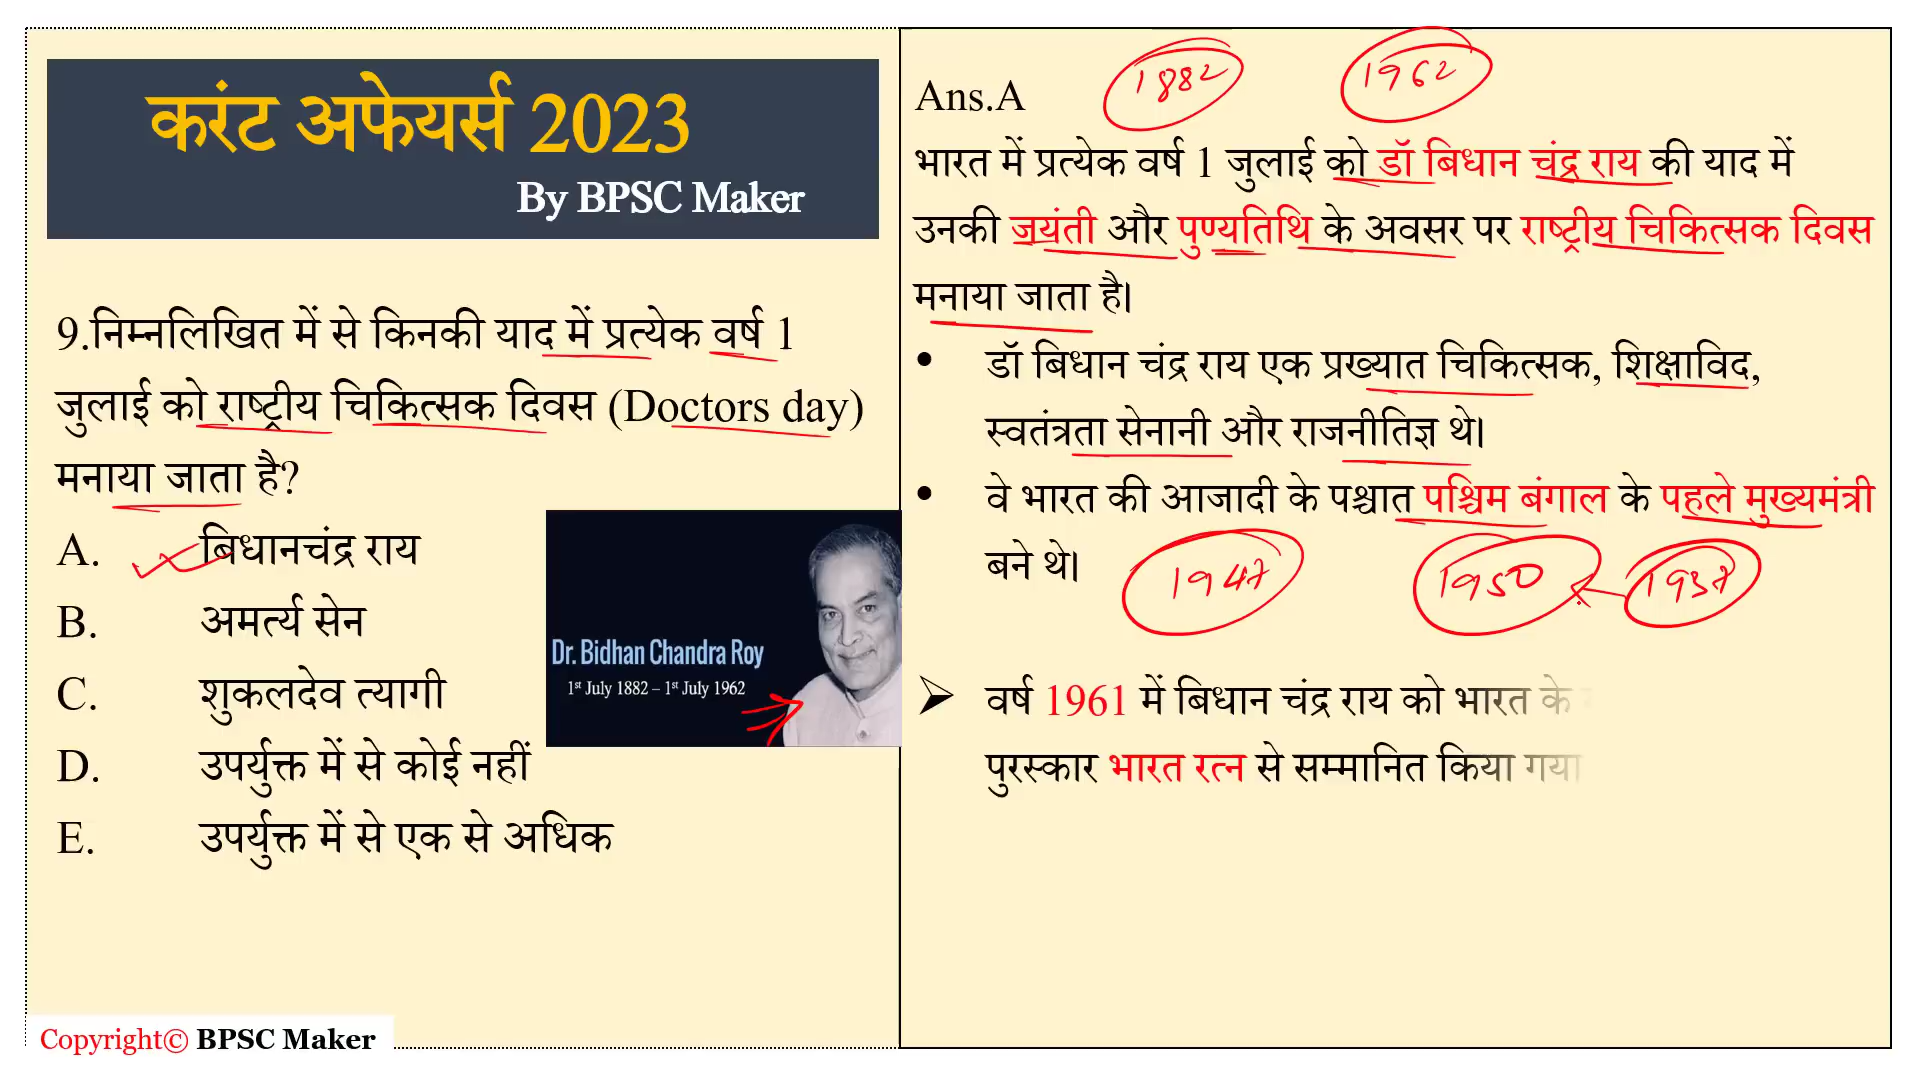 करंट अफेयर्स 2023
By BPSC Maker
9.निम्नलिखित में से किनकी याद में प्रत्येक वर्ष 1
जुलाई को राष्ट्रीय चिकित्सक दिवस (Doctors day)
मनाया जाता है?
A. बिधानचंद्र राय
B. अमर्त्य सेन
C. शुकलदेव त्यागी
D. उपर्युक्त में से कोई नहीं
E. उपर्युक्त में से एक से अधिक
Dr. Bidhan Chandra Roy
1st July 1882 – 1st July 1962
Copyright© BPSC Maker
1882 1962
Ans.A
भारत में प्रत्येक वर्ष 1 जुलाई को डॉ बिधान चंद्र राय की याद में
उनकी जयंती और पुण्यतिथि के अवसर पर राष्ट्रीय चिकित्सक दिवस
मनाया जाता है।
• डॉ बिधान चंद्र राय एक प्रख्यात चिकित्सक, शिक्षाविद,
स्वतंत्रता सेनानी और राजनीतिज्ञ थे।
• वे भारत की आजादी के पश्चात पश्चिम बंगाल के पहले मुख्यमंत्री
बने थे।
1947 1950 1937
➢ वर्ष 1961 में बिधान चंद्र राय को भारत के
पुरस्कार भारत रत्न से सम्मानित किया गया